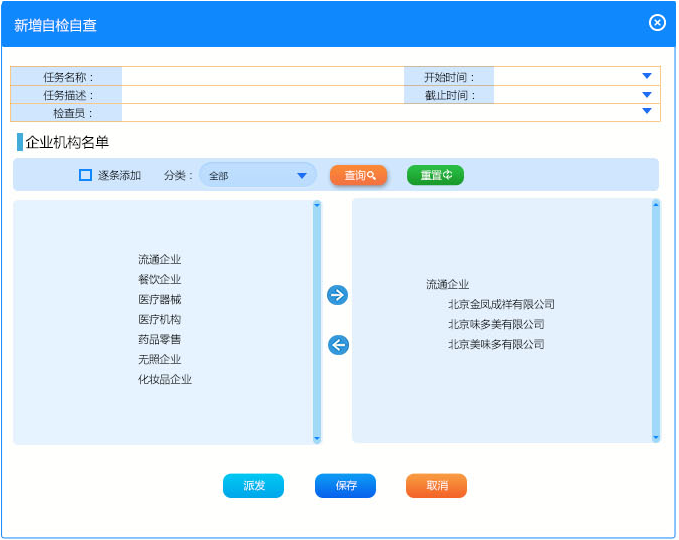 新增自检自查
任务名称： 开始时间：
任务描述： 截止时间：
检查员：
企业机构名单
逐条添加 分类： 全部 查询 重置
流通企业
餐饮企业
医疗器械
医疗机构
药品零售
无照企业
化妆品企业
流通企业
北京金凤成祥有限公司
北京味多美有限公司
北京美味多有限公司
派发 保存 取消